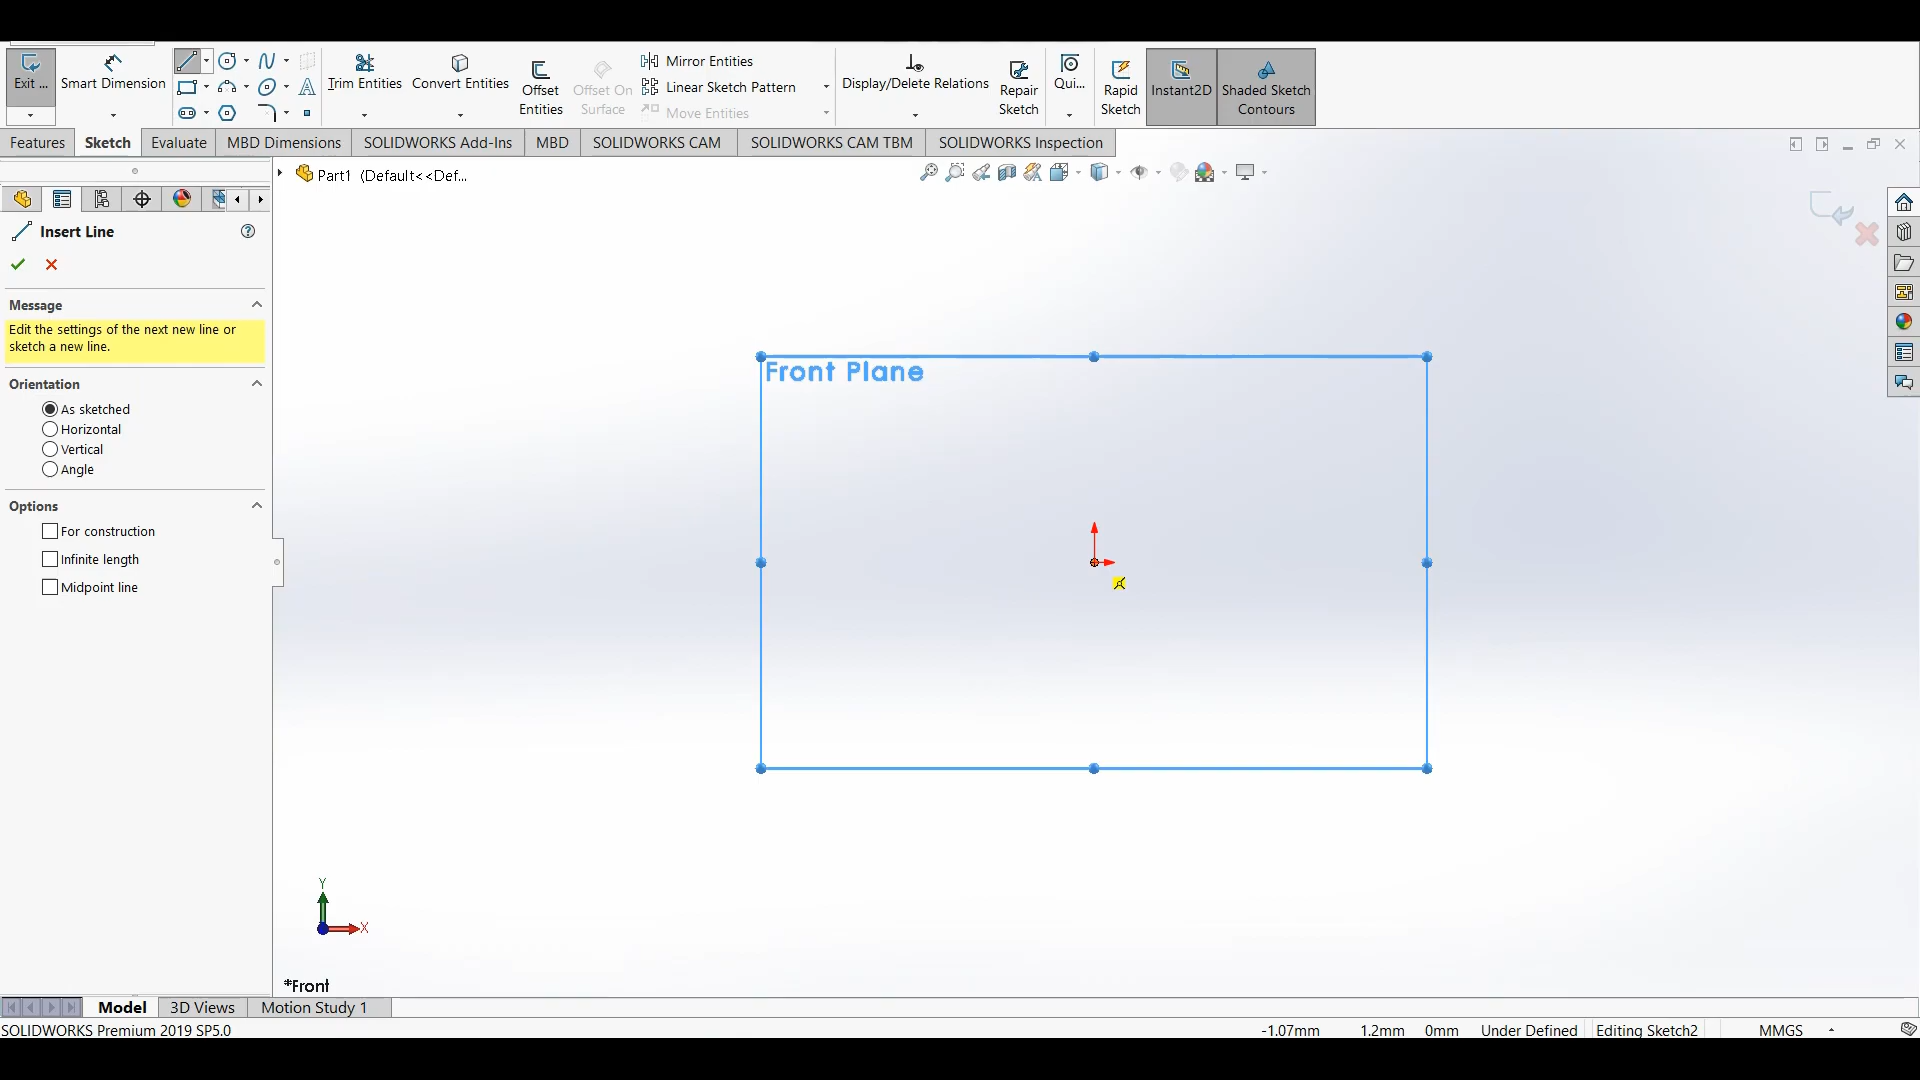 Exit ...
Smart Dimension
Trim Entities
Convert Entities
Offset
Entities
Offset On
Surface
Mirror Entities
Linear Sketch Pattern
Move Entities
Display/Delete Relations
Repair
Sketch
Qui...
Rapid
Sketch
Instant2D
Shaded Sketch
Contours
Features
Sketch
Evaluate
MBD Dimensions
SOLIDWORKS Add-Ins
MBD
SOLIDWORKS CAM
SOLIDWORKS CAM TBM
SOLIDWORKS Inspection
Part1 (Default<<Def...
Insert Line
Message
Edit the settings of the next new line or
sketch a new line.
Orientation
As sketched
Horizontal
Vertical
Angle
Options
For construction
Infinite length
Midpoint line
Front Plane
Y
X
*Front
Model
3D Views
Motion Study 1
SOLIDWORKS Premium 2019 SP5.0
-1.07mm
1.2mm
0mm
Under Defined
Editing Sketch2
MMGS